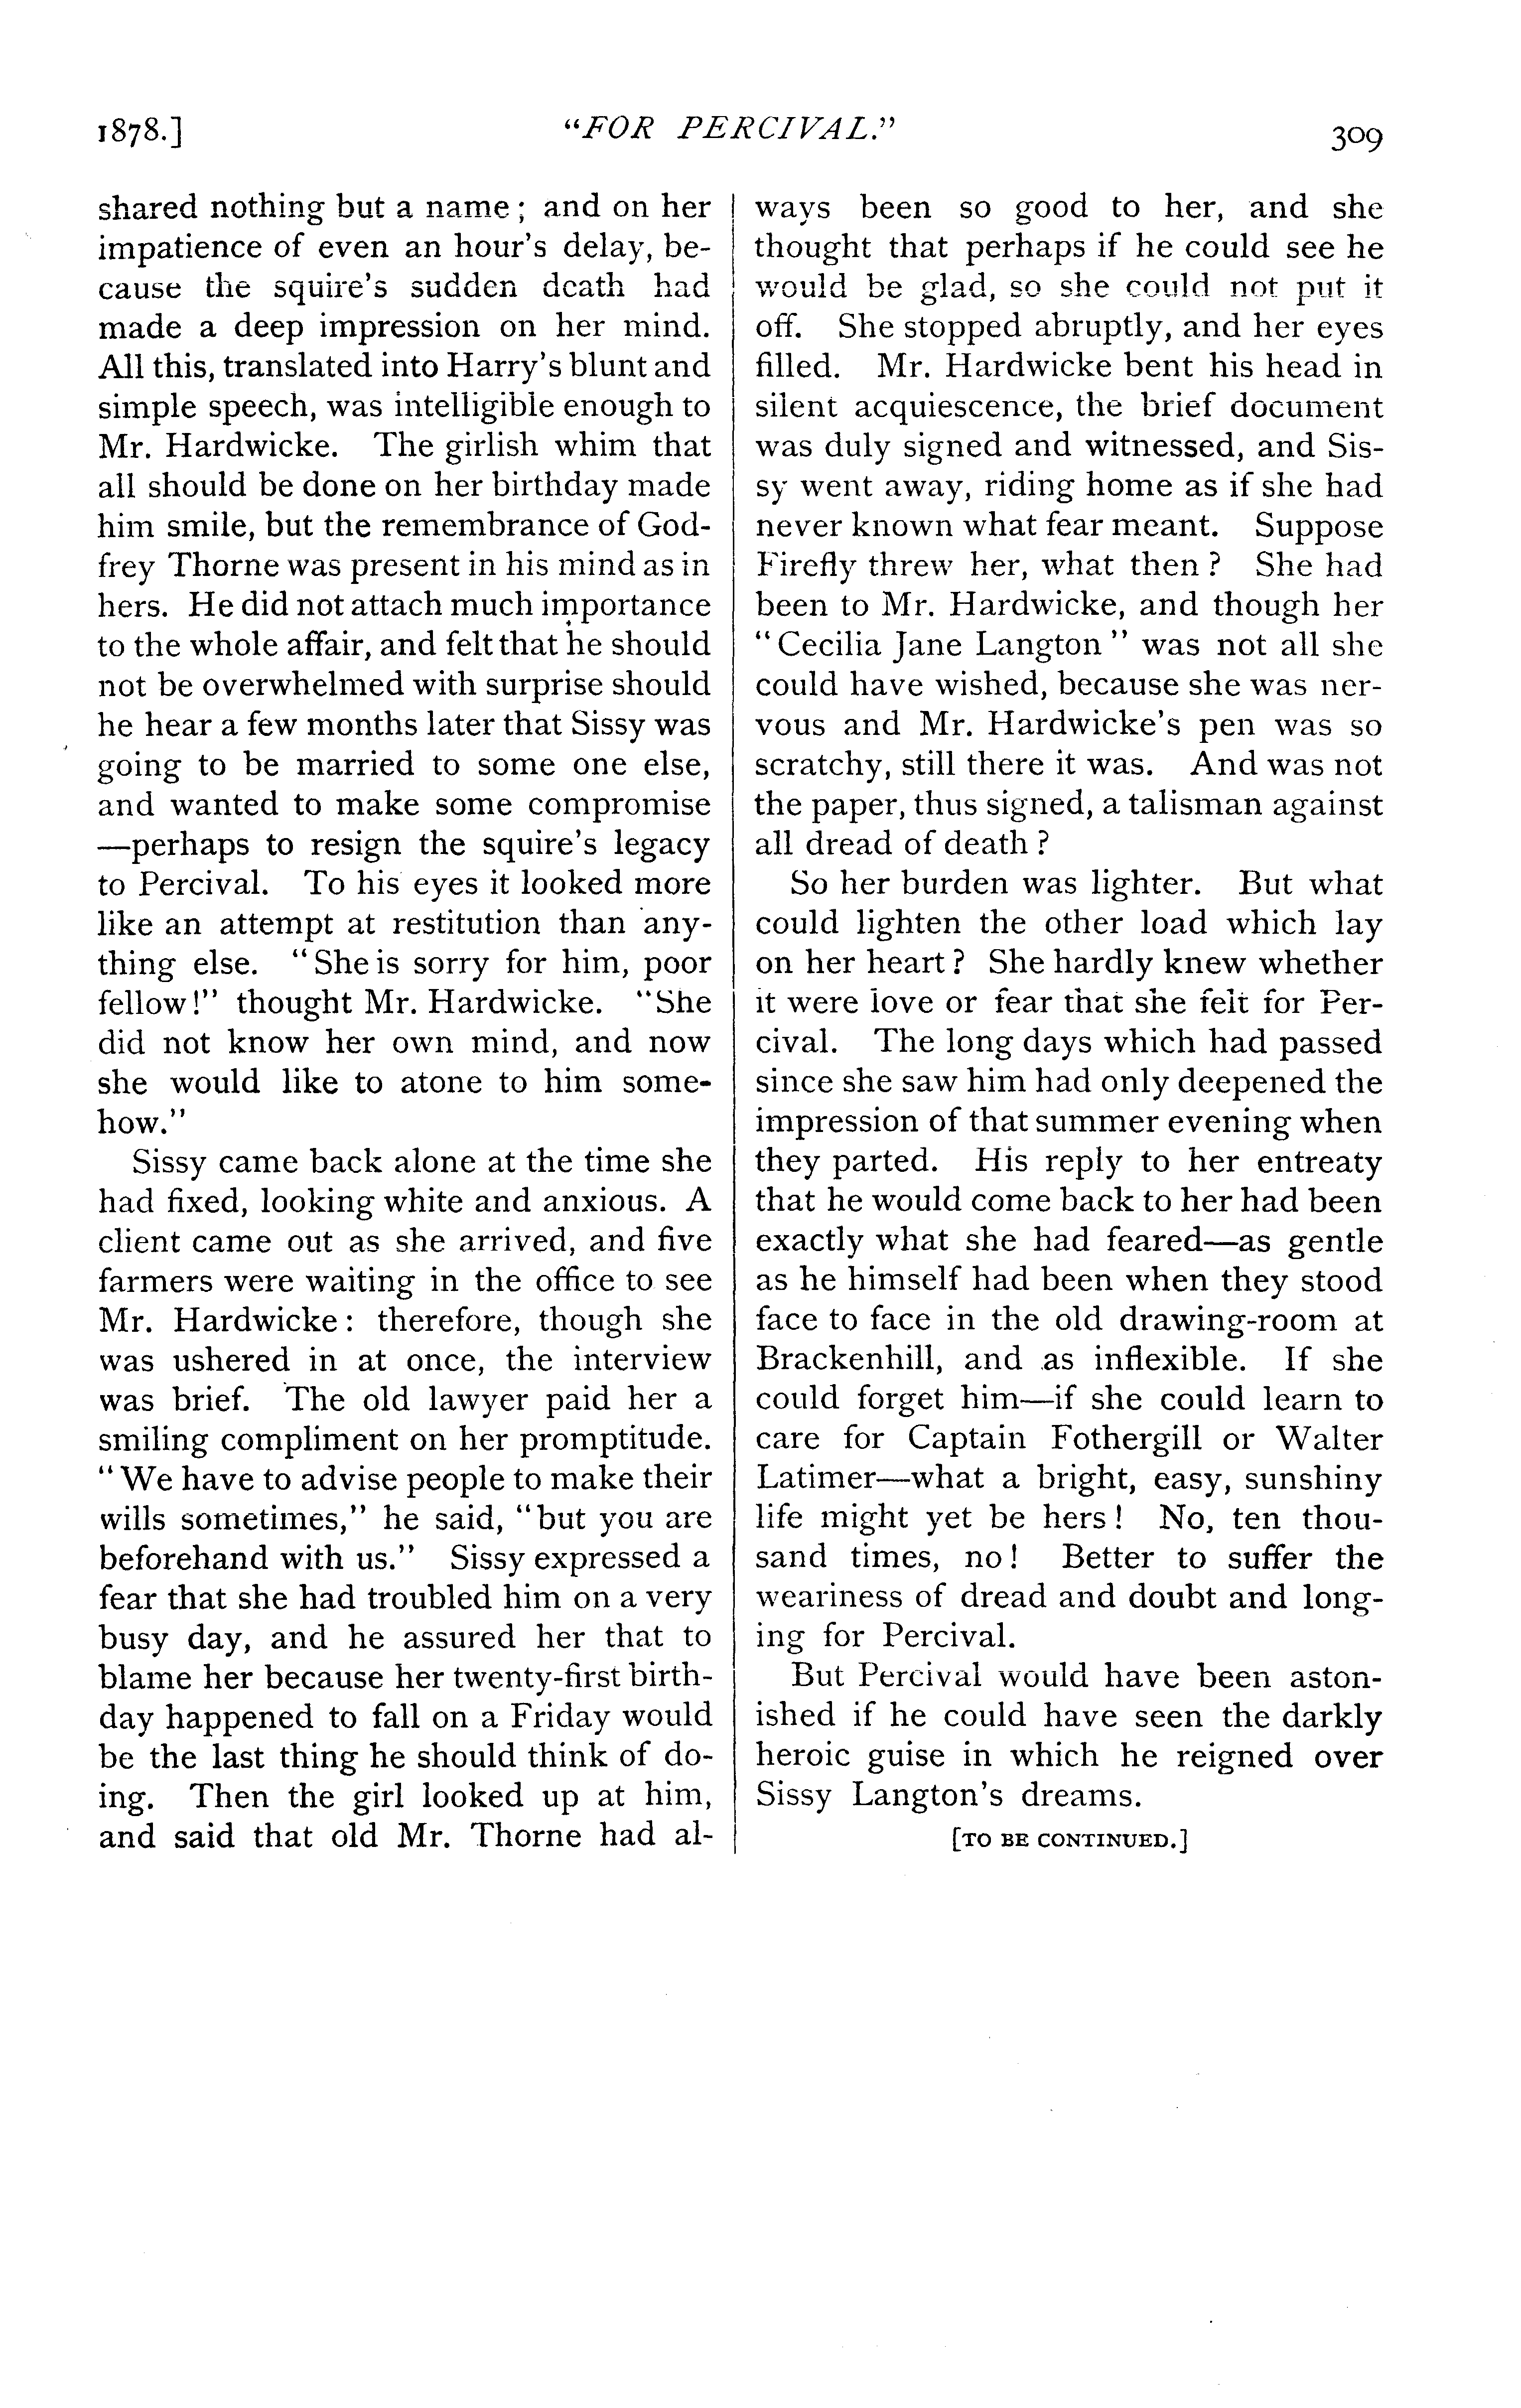 1878.] "FOR PERCIVAL." 309
shared nothing but a name; and on her
impatience of even an hour's delay, be-
cause the squire's sudden death had
made a deep impression on her mind.
All this, translated into Harry's blunt and
simple speech, was intelligible enough to
Mr. Hardwicke. The girlish whim that
all should be done on her birthday made
him smile, but the remembrance of God-
frey Thorne was present in his mind as in
hers. He did not attach much importance
to the whole affair, and felt that he should
not be overwhelmed with surprise should
he hear a few months later that Sissy was
going to be married to some one else,
and wanted to make some compromise
—perhaps to resign the squire's legacy
to Percival. To his eyes it looked more
like an attempt at restitution than any-
thing else. "She is sorry for him, poor
fellow!" thought Mr. Hardwicke. "She
did not know her own mind, and now
she would like to atone to him some-
how."
Sissy came back alone at the time she
had fixed, looking white and anxious. A
client came out as she arrived, and five
farmers were waiting in the office to see
Mr. Hardwicke: therefore, though she
was ushered in at once, the interview
was brief. The old lawyer paid her a
smiling compliment on her promptitude.
"We have to advise people to make their
wills sometimes," he said, "but you are
beforehand with us." Sissy expressed a
fear that she had troubled him on a very
busy day, and he assured her that to
blame her because her twenty-first birth-
day happened to fall on a Friday would
be the last thing he should think of do-
ing. Then the girl looked up at him,
and said that old Mr. Thorne had al-
ways been so good to her, and she
thought that perhaps if he could see he
would be glad, so she could not put it
off. She stopped abruptly, and her eyes
filled. Mr. Hardwicke bent his head in
silent acquiescence, the brief document
was duly signed and witnessed, and Sis-
sy went away, riding home as if she had
never known what fear meant. Suppose
Firefly threw her, what then? She had
been to Mr. Hardwicke, and though her
"Cecilia Jane Langton" was not all she
could have wished, because she was ner-
vous and Mr. Hardwicke's pen was so
scratchy, still there it was. And was not
the paper, thus signed, a talisman against
all dread of death?
So her burden was lighter. But what
could lighten the other load which lay
on her heart? She hardly knew whether
it were love or fear that she felt for Per-
cival. The long days which had passed
since she saw him had only deepened the
impression of that summer evening when
they parted. His reply to her entreaty
that he would come back to her had been
exactly what she had feared—as gentle
as he himself had been when they stood
face to face in the old drawing-room at
Brackenhill, and as inflexible. If she
could forget him—if she could learn to
care for Captain Fothergill or Walter
Latimer—what a bright, easy, sunshiny
life might yet be hers! No, ten thou-
sand times, no! Better to suffer the
weariness of dread and doubt and long-
ing for Percival.
But Percival would have been aston-
ished if he could have seen the darkly
heroic guise in which he reigned over
Sissy Langton's dreams.
[TO BE CONTINUED.]